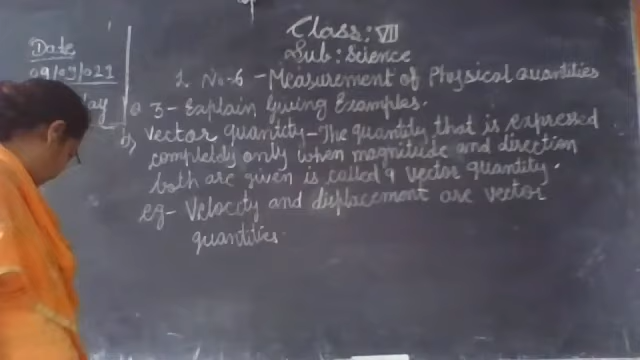 Class: VII
Sub: Science
Date
09/09/021
L. No-6 - Measurement of Physical Quantities
Q 3- Explain Giving Examples.
b) Vector quantity - The quantity that is expressed
completely only when magnitude and direction
both are given is called a vector quantity.
eg- Velocity and displacement are vector
quantities.